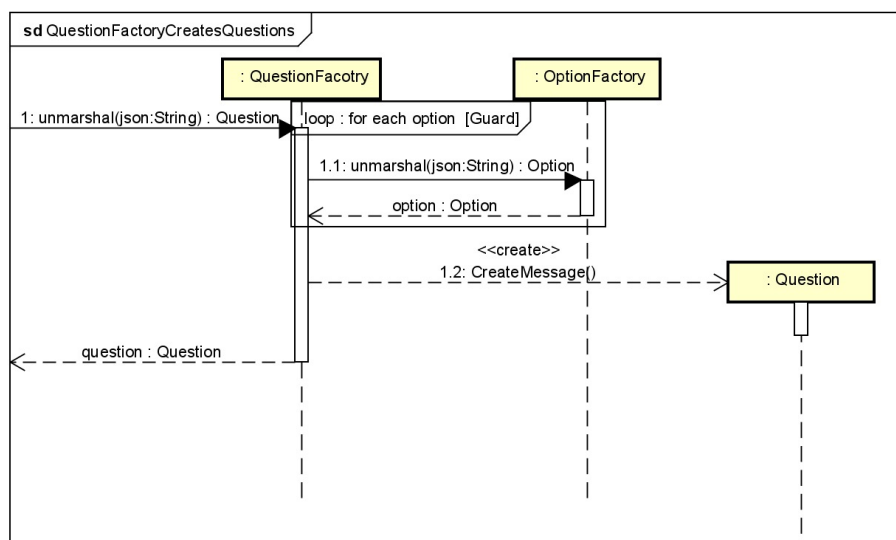 sd QuestionFactoryCreatesQuestions
: QuestionFacotry
: OptionFactory
1: unmarshal(json:String) : Question
loop : for each option [Guard]
1.1: unmarshal(json:String) : Option
option : Option
<<create>>
1.2: CreateMessage()
: Question
question : Question